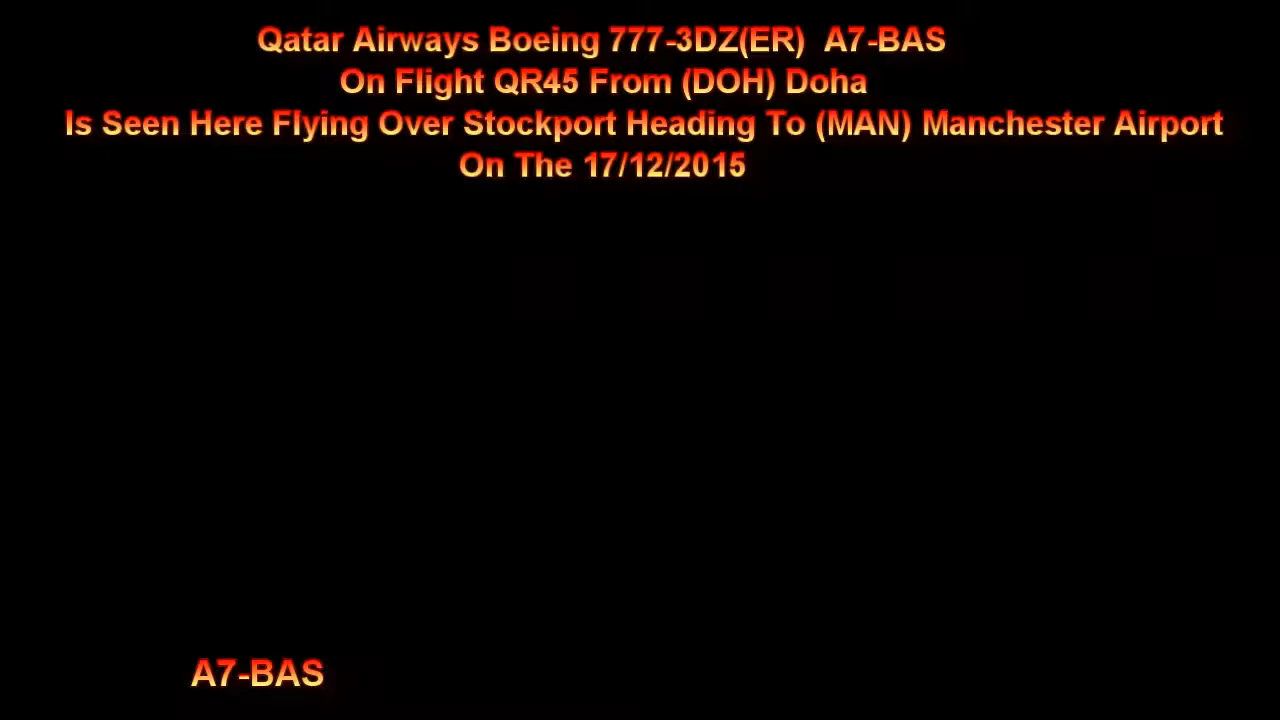 Qatar Airways Boeing 777-3DZ(ER) A7-BAS
On Flight QR45 From (DOH) Doha
Is Seen Here Flying Over Stockport Heading To (MAN) Manchester Airport
On The 17/12/2015
A7-BAS